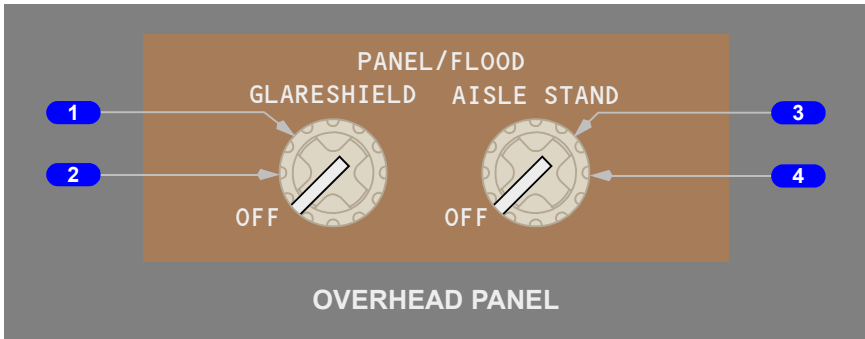 PANEL/FLOOD
GLARESHIELD AISLE STAND
1 3
2 4
OFF OFF
OVERHEAD PANEL